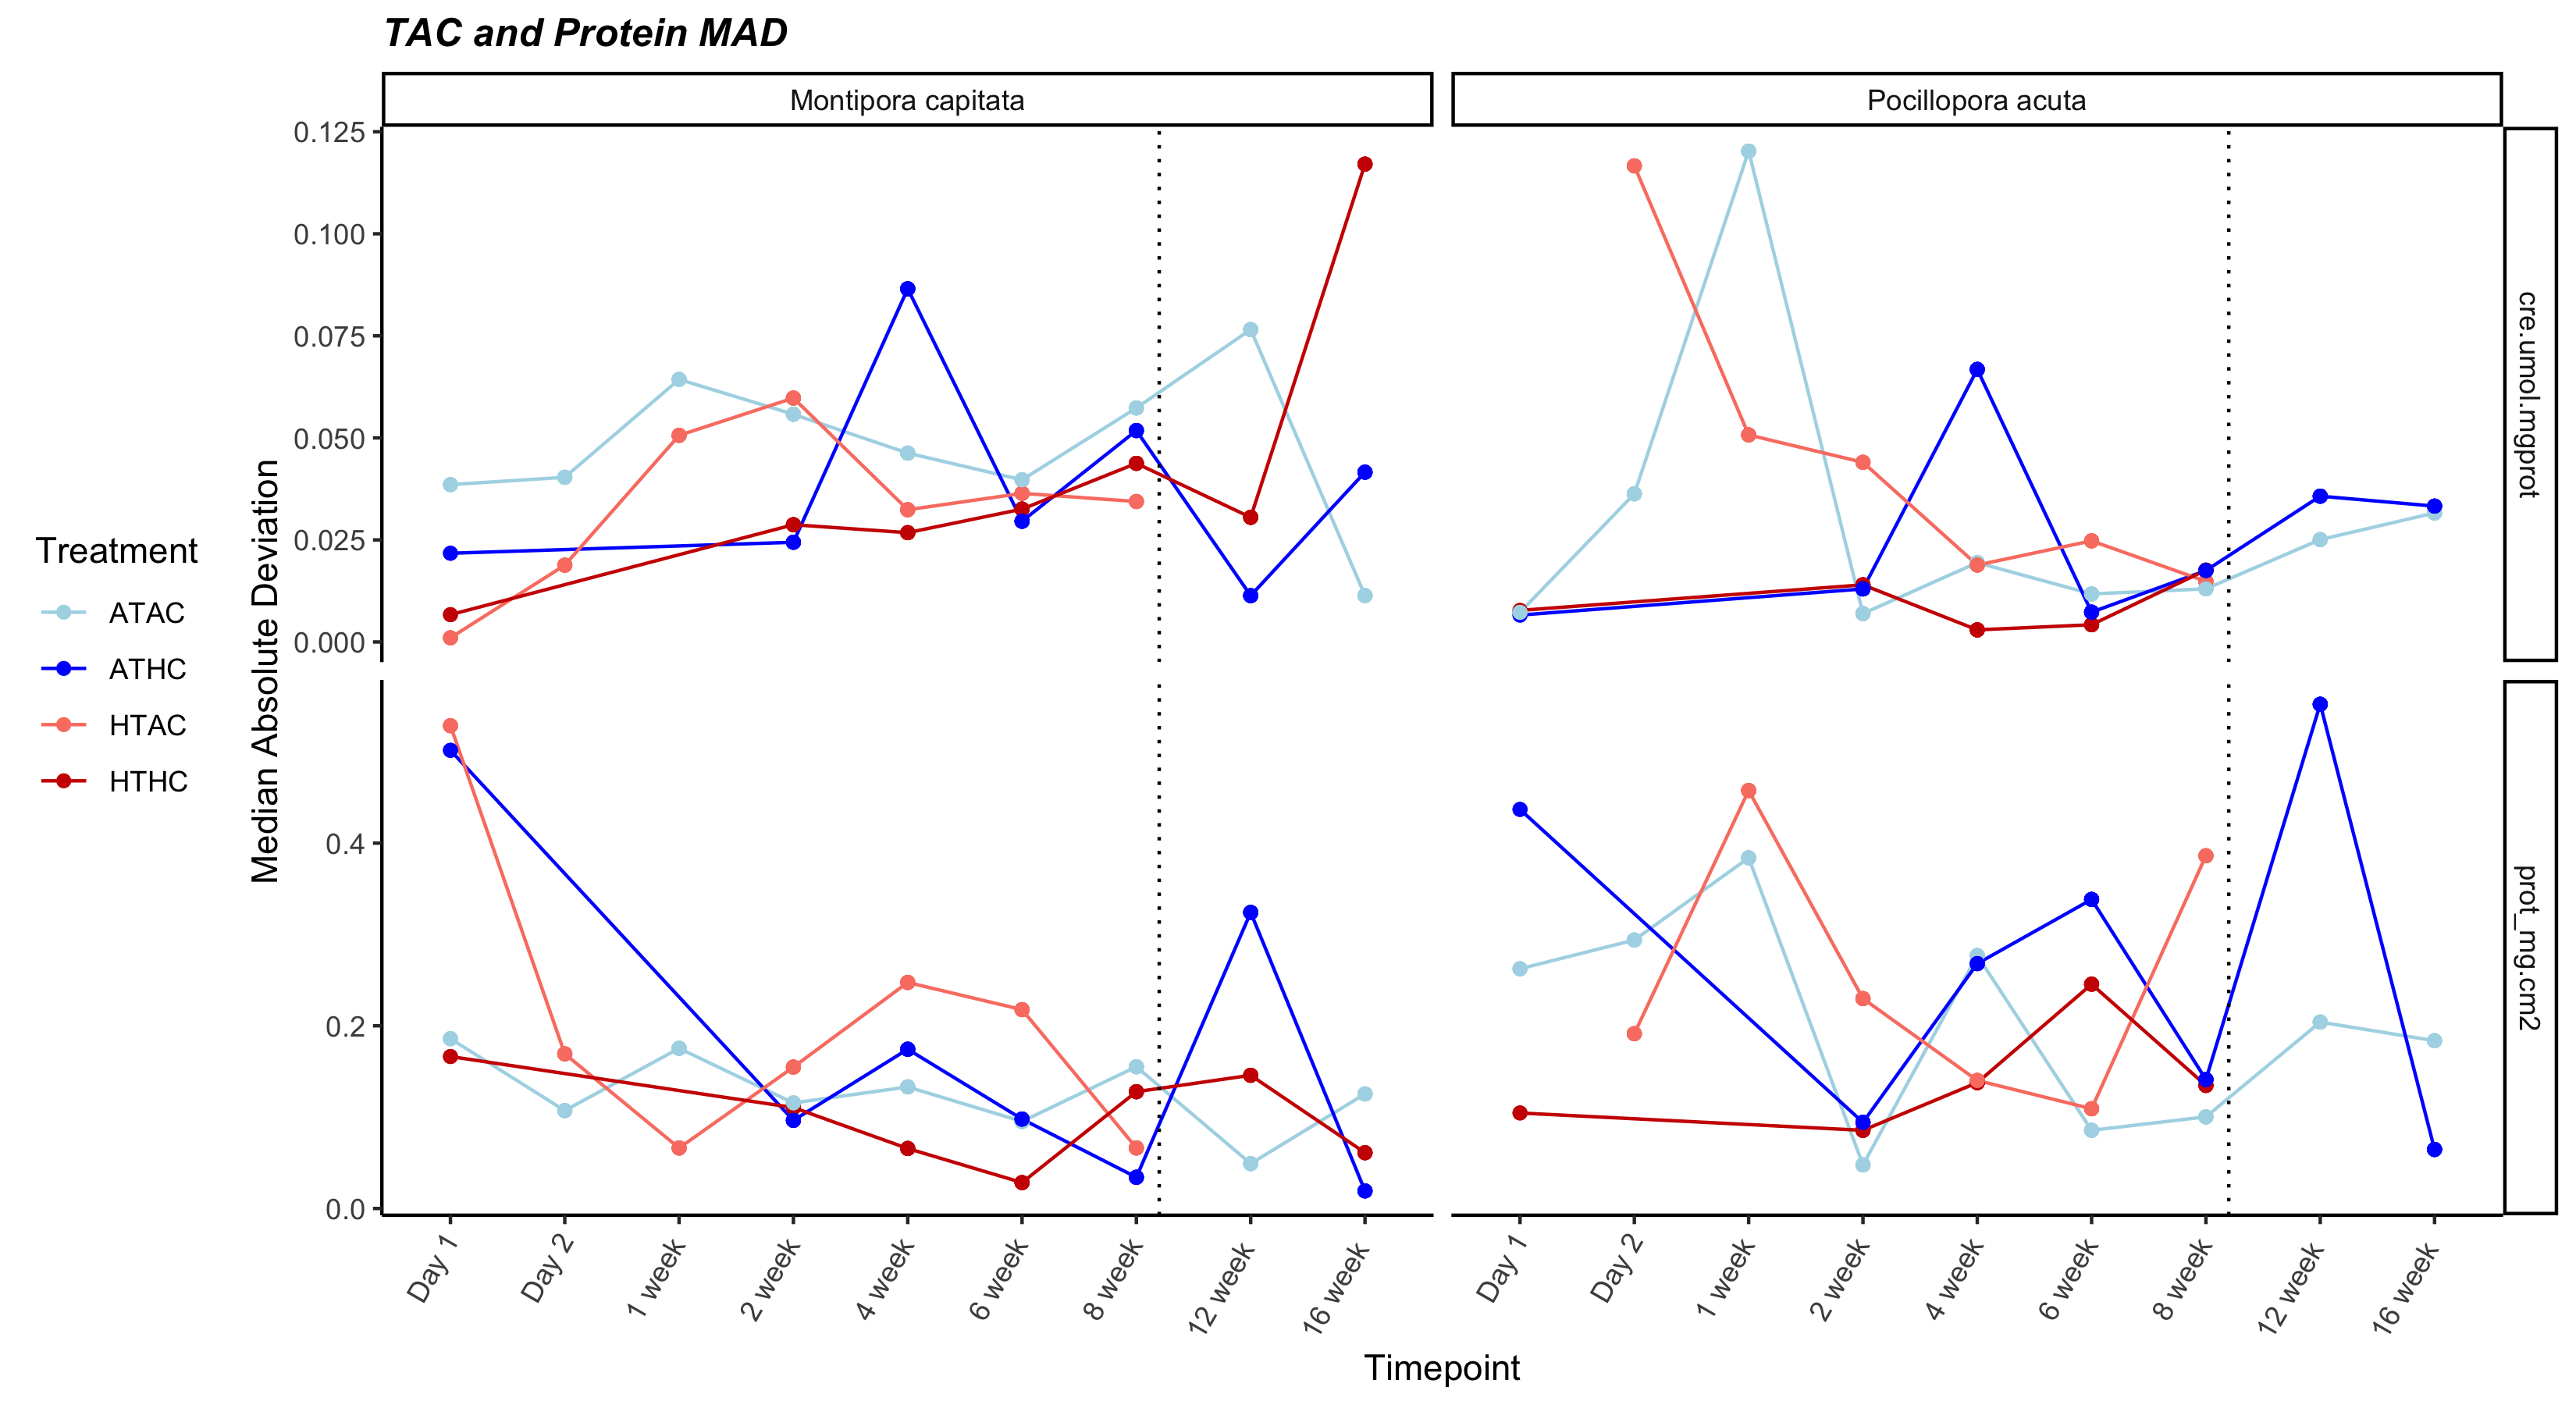 TAC and Protein MAD
Montipora capitata
Pocillopora acuta
0.125
0.100
0.075
0.050
0.025
0.000
cre.umol.mgprot
0.4
0.2
0.0
prot_mg.cm2
Median Absolute Deviation
Treatment
ATAC
ATHC
HTAC
HTHC
Day 1
Day 2
1 week
2 week
4 week
6 week
8 week
12 week
16 week
Day 1
Day 2
1 week
2 week
4 week
6 week
8 week
12 week
16 week
Timepoint